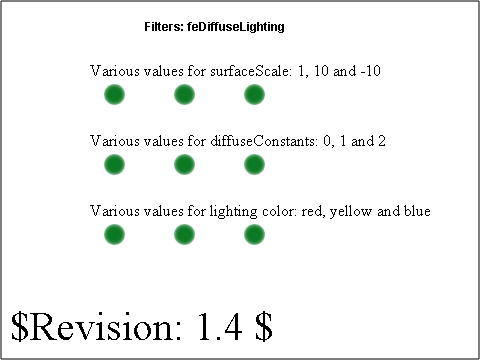 Filters: feDiffuseLighting
Various values for surfaceScale: 1, 10 and -10
Various values for diffuseConstants: 0, 1 and 2
Various values for lighting color: red, yellow and blue
$Revision: 1.4 $